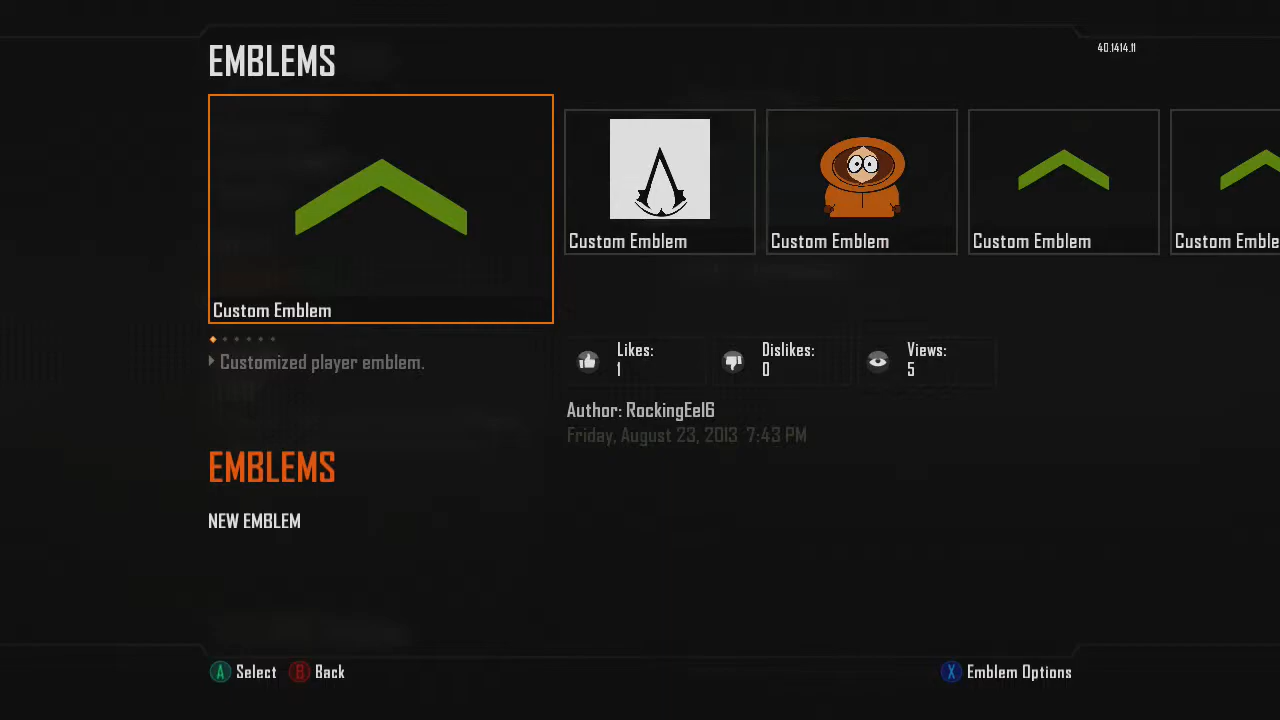 EMBLEMS
40.1414.11
Custom Emblem
Custom Emblem
Custom Emblem
Custom Emblem
Custom Emble
Customized player emblem.
Likes:
1
Dislikes:
0
Views:
5
Author: RockingEel6
Friday, August 23, 2013 7:43 PM
EMBLEMS
NEW EMBLEM
A Select B Back
X Emblem Options